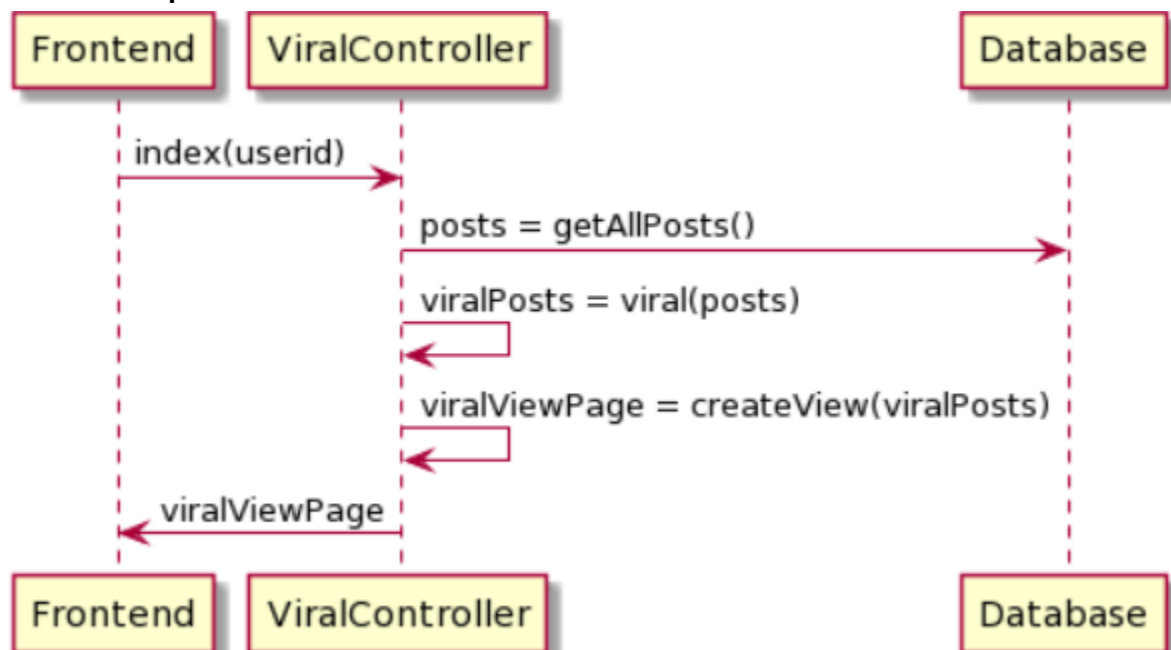 Frontend
ViralController
Database
index(userid)
posts = getAllPosts()
viralPosts = viral(posts)
viralViewPage = createView(viralPosts)
viralViewPage
Frontend
ViralController
Database